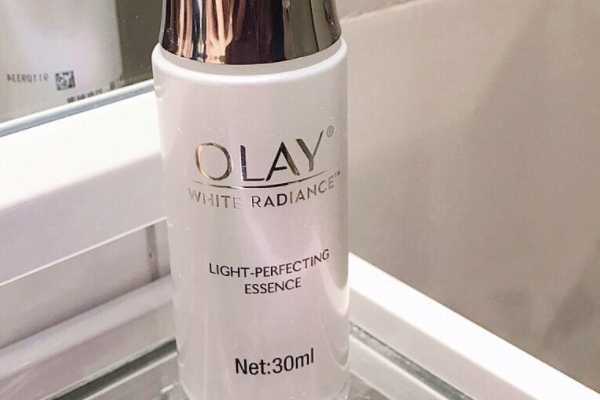 OLAY®
WHITE RADIANCE™
LIGHT-PERFECTING
ESSENCE
Net:30ml